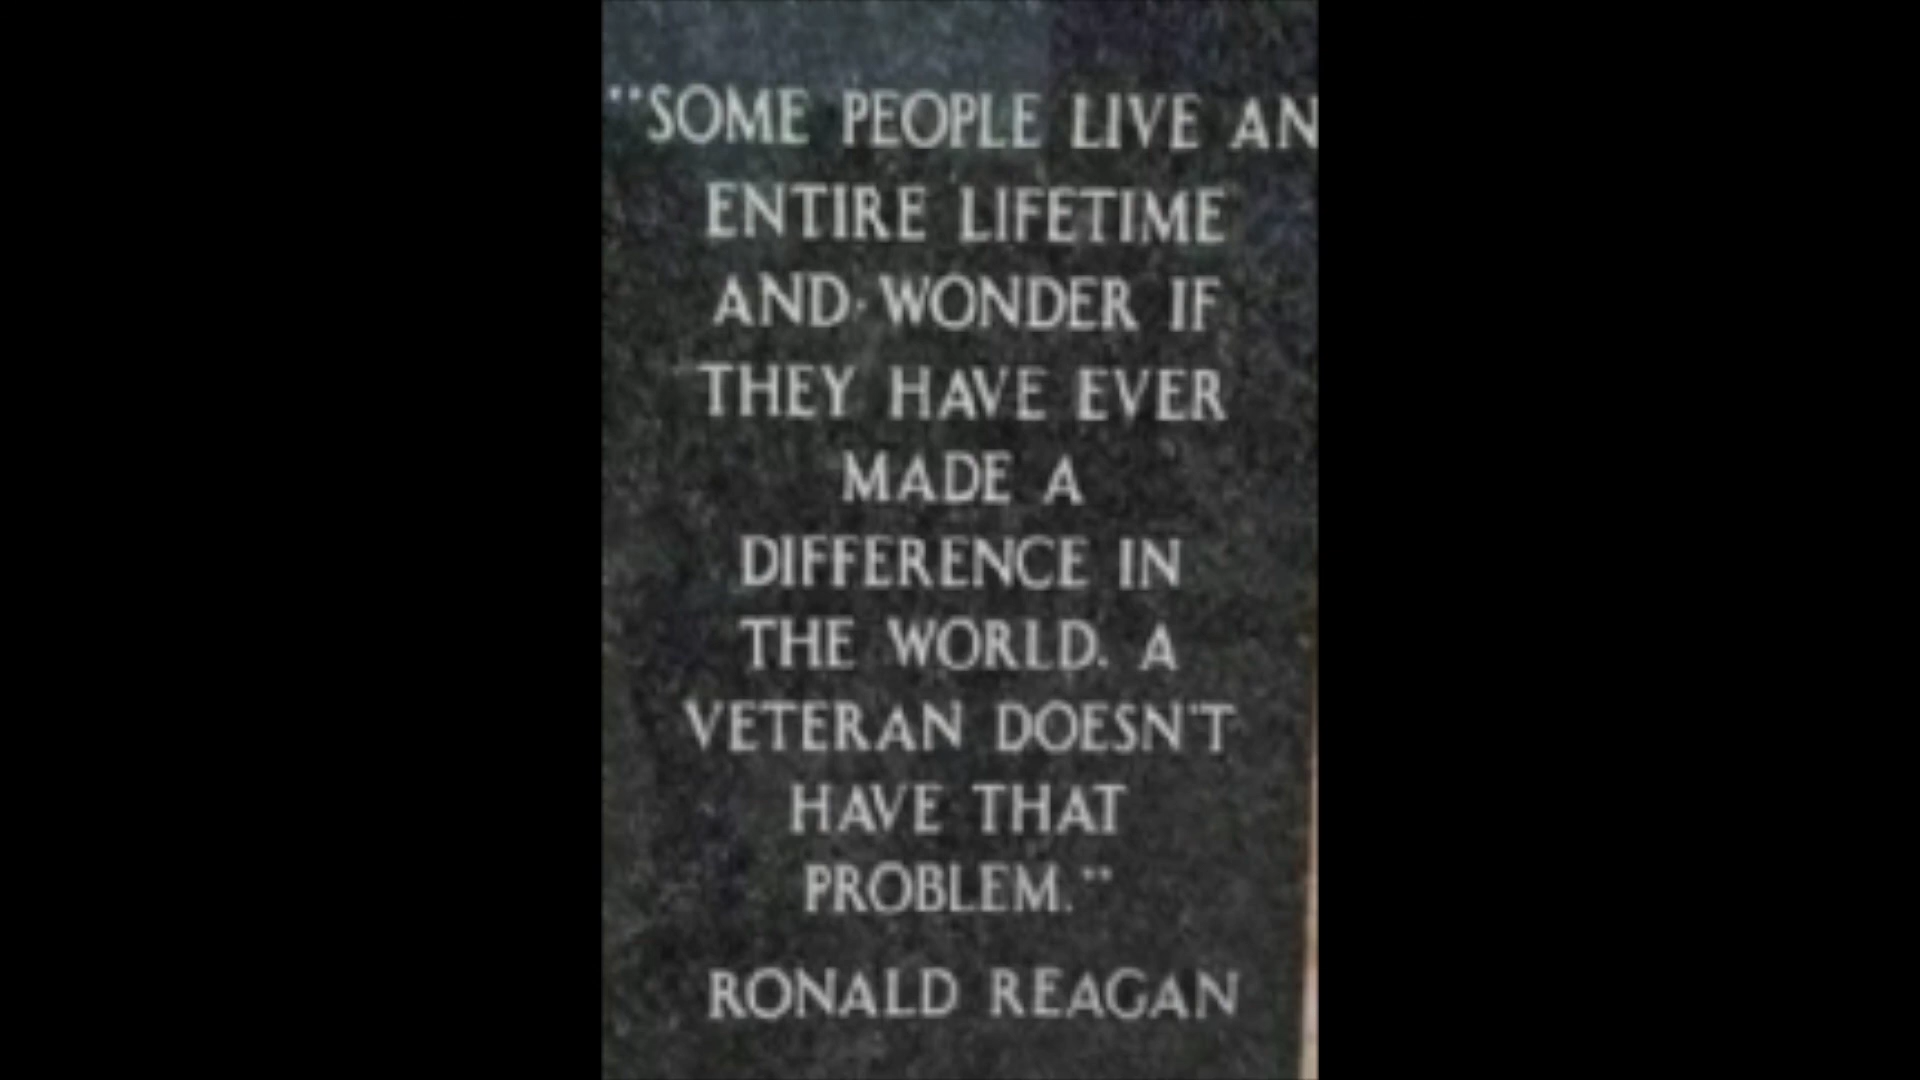 "SOME PEOPLE LIVE AN
ENTIRE LIFETIME
AND·WONDER IF
THEY HAVE EVER
MADE A
DIFFERENCE IN
THE WORLD. A
VETERAN DOESN'T
HAVE THAT
PROBLEM."
RONALD REAGAN